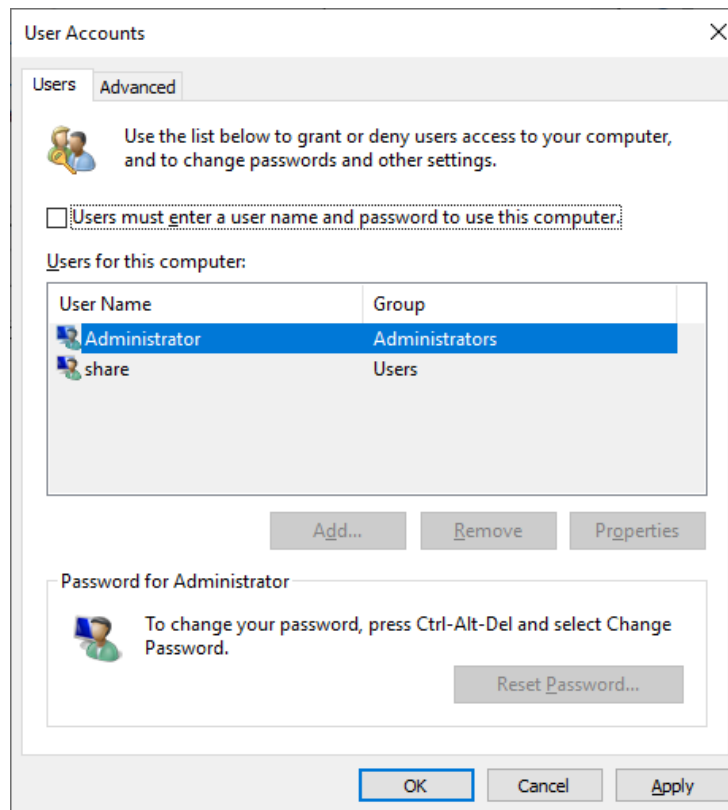 User Accounts
Users
Advanced
Use the list below to grant or deny users access to your computer,
and to change passwords and other settings.
Users must enter a user name and password to use this computer.
Users for this computer:
User Name Group
Administrator Administrators
share Users
Add... Remove Properties
Password for Administrator
To change your password, press Ctrl-Alt-Del and select Change
Password.
Reset Password...
OK Cancel Apply